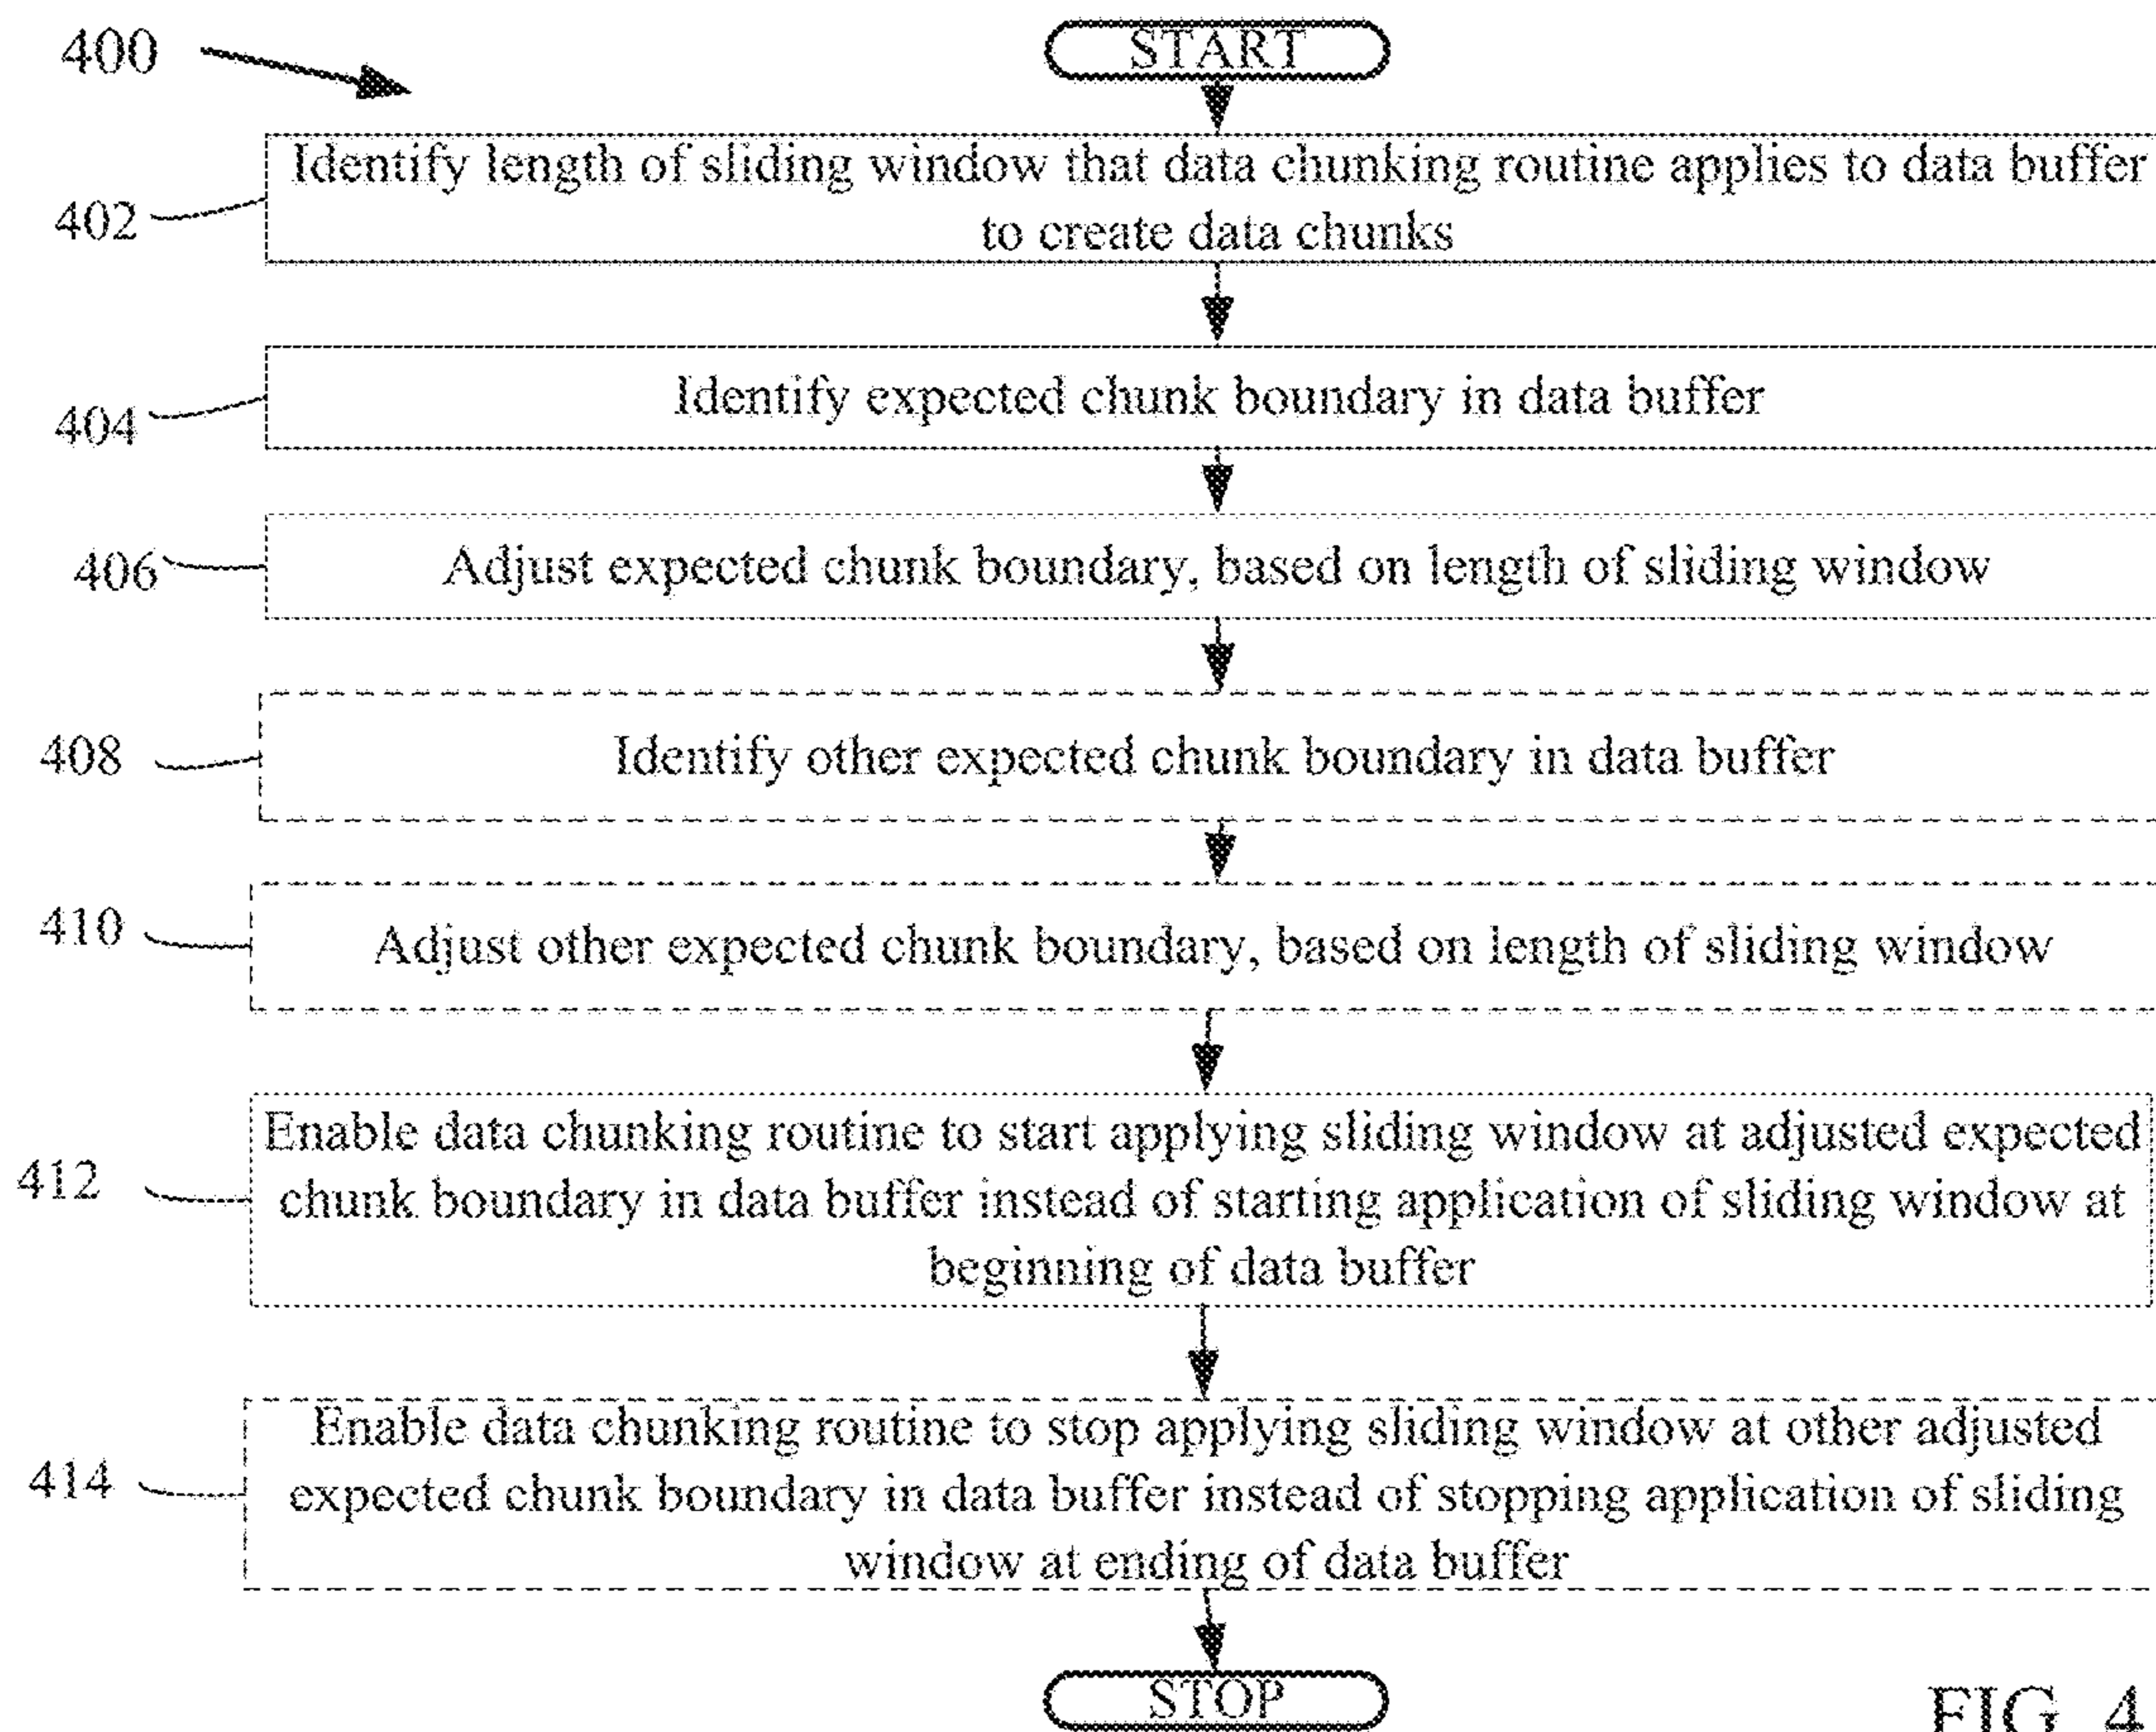 400
START
Identify length of sliding window that data chunking routine applies to data buffer
to create data chunks
402
Identify expected chunk boundary in data buffer
404
Adjust expected chunk boundary, based on length of sliding window
406
Identify other expected chunk boundary in data buffer
408
Adjust other expected chunk boundary, based on length of sliding window
410
Enable data chunking routine to start applying sliding window at adjusted expected
chunk boundary in data buffer instead of starting application of sliding window at
beginning of data buffer
412
Enable data chunking routine to stop applying sliding window at other adjusted
expected chunk boundary in data buffer instead of stopping application of sliding
window at ending of data buffer
414
STOP
FIG. 4